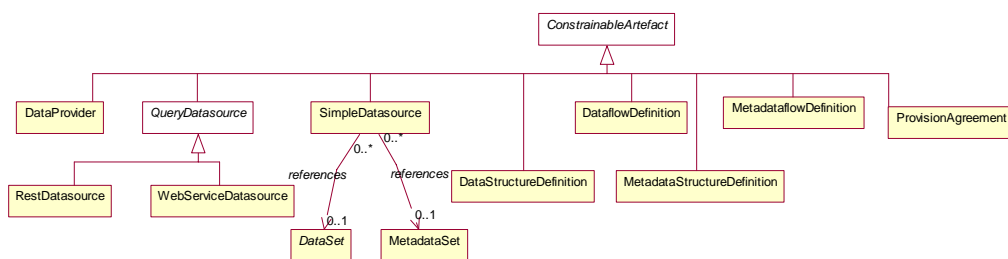 ConstrainableArtefact
DataProvider
QueryDatasource
SimpleDatasource
DataflowDefinition
MetadataflowDefinition
ProvisionAgreement
0..*
0..*
references
references
RestDatasource
WebServiceDatasource
DataStructureDefinition
MetadataStructureDefinition
0..1
0..1
DataSet
MetadataSet